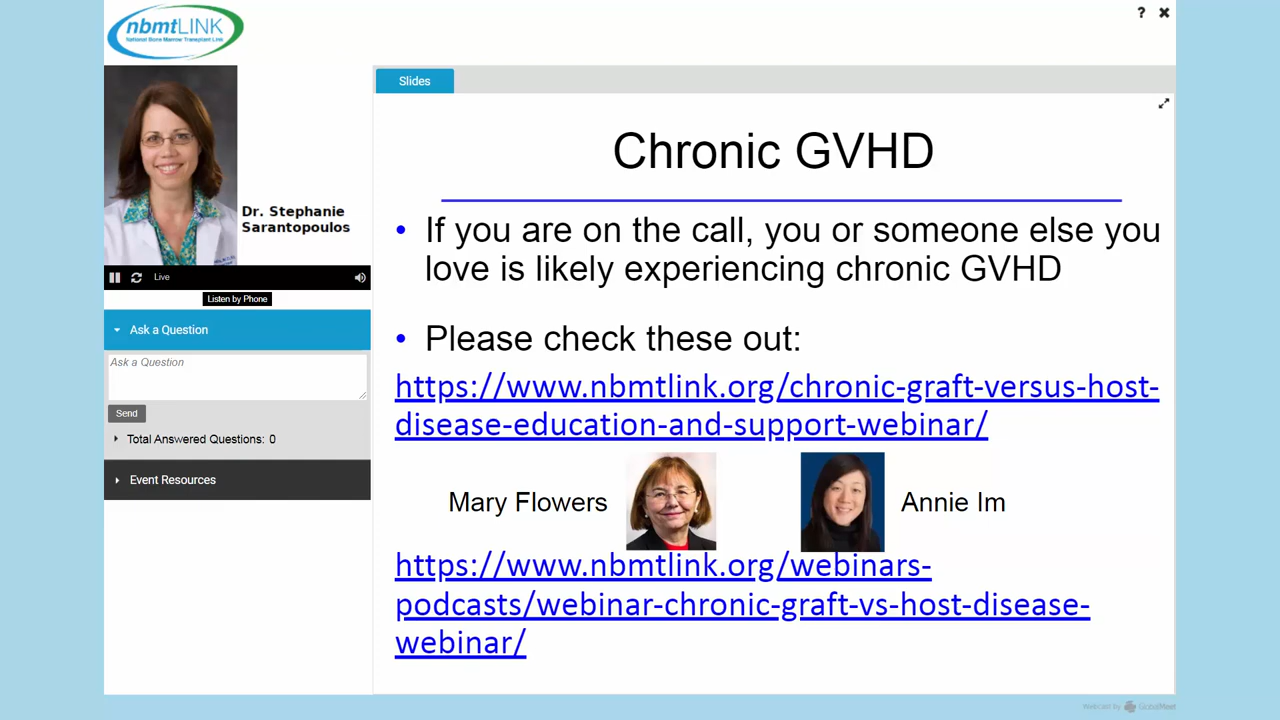 nbmtLINK
National Bone Marrow Transplant Link
? ✖
Dr. Stephanie
Sarantopoulos
Live
Listen by Phone
Ask a Question
Ask a Question
Send
Total Answered Questions: 0
Event Resources
Slides
Chronic GVHD
• If you are on the call, you or someone else you
love is likely experiencing chronic GVHD
• Please check these out:
https://www.nbmtlink.org/chronic-graft-versus-host-
disease-education-and-support-webinar/
Mary Flowers
Annie Im
https://www.nbmtlink.org/webinars-
podcasts/webinar-chronic-graft-vs-host-disease-
webinar/
Webcast by GlobalMeet